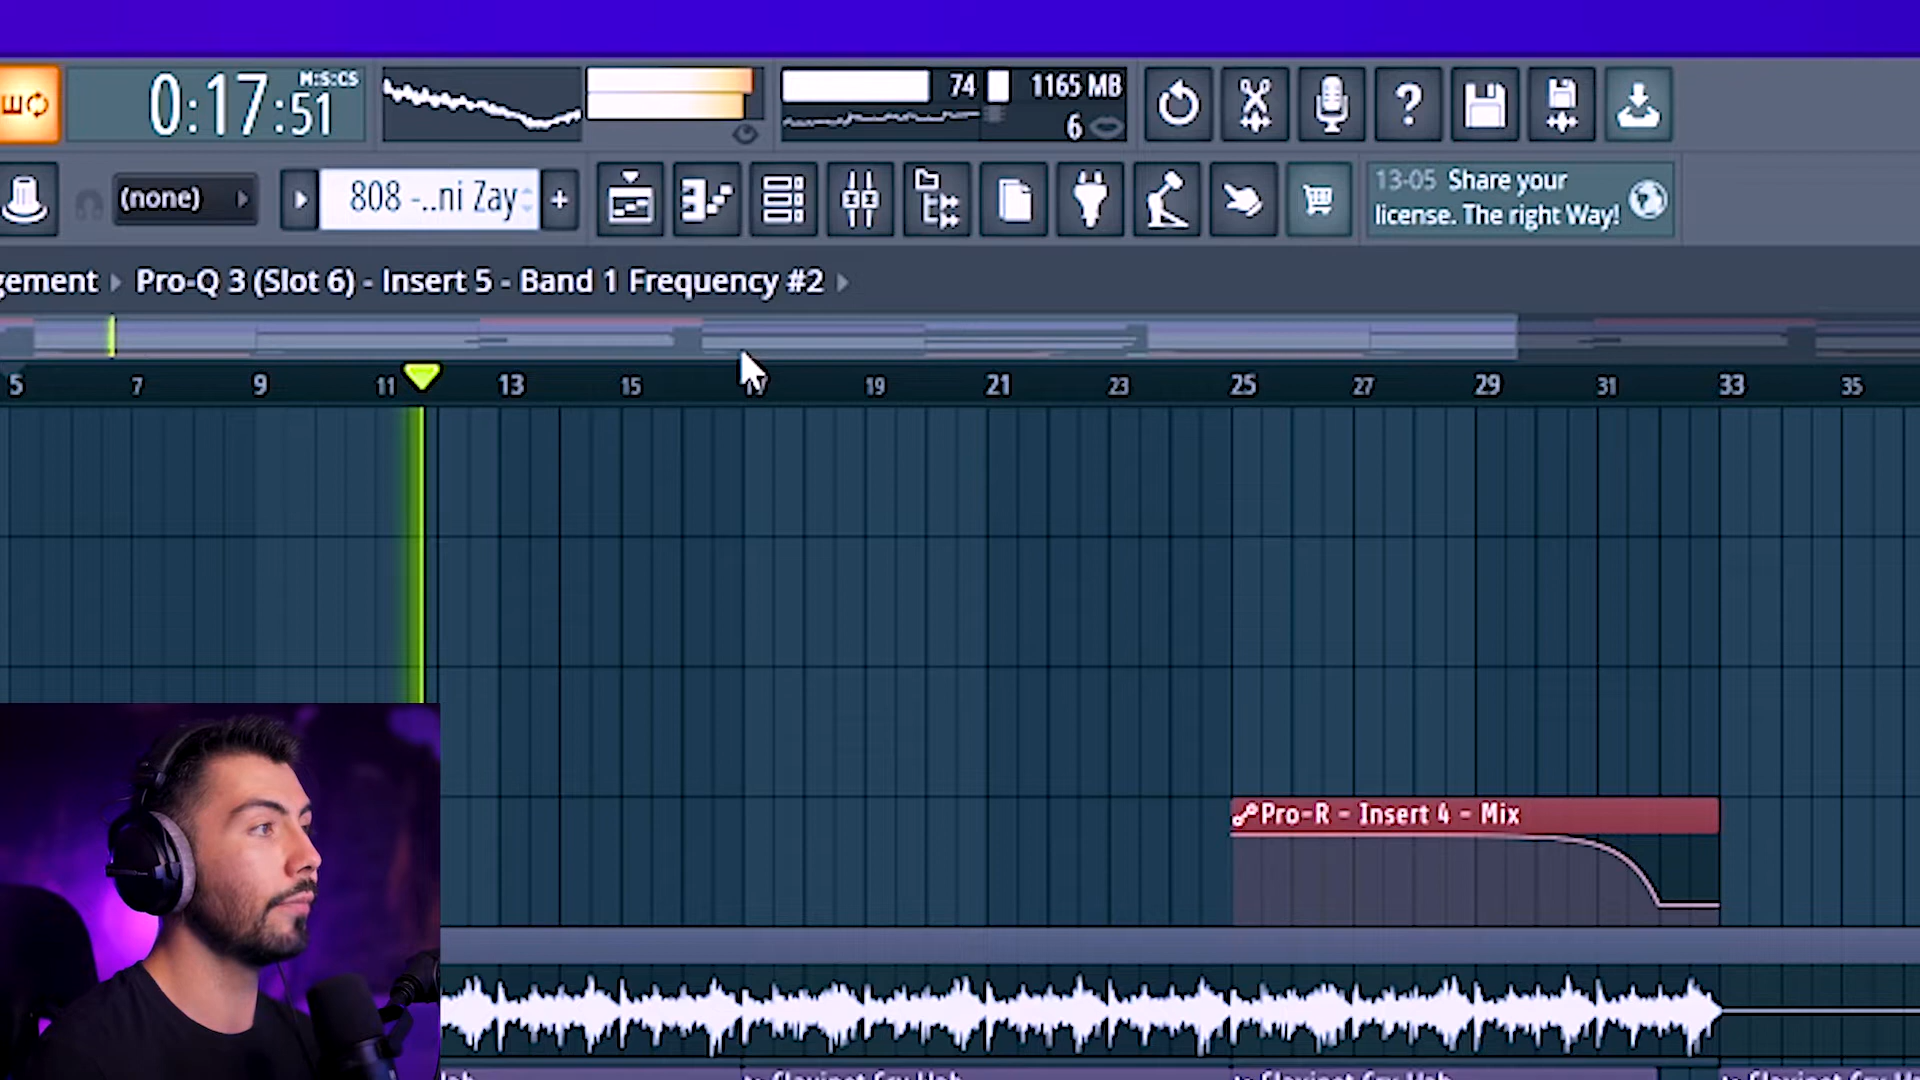 0:17:51 M:S:CS
74 1165 MB
6
(none) 808 -..ni Zay + 13-05 Share your
license. The right Way!
gement Pro-Q 3 (Slot 6) - Insert 5 - Band 1 Frequency #2
5 7 9 11 13 15 17 19 21 23 25 27 29 31 33 35
Pro-R - Insert 4 - Mix